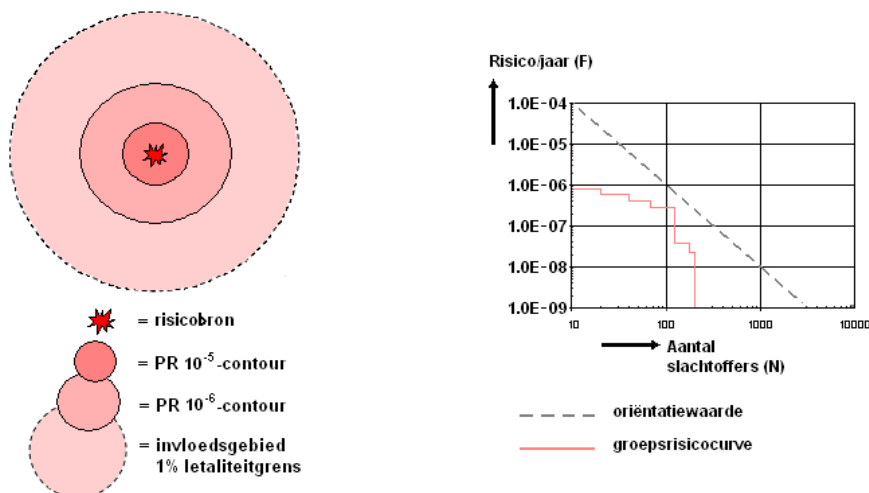 = risicobron
= PR 10⁻⁵-contour
= PR 10⁻⁶-contour
= invloedsgebied
1% letaliteitgrens
Risico/jaar (F)
1.0E-04
1.0E-05
1.0E-06
1.0E-07
1.0E-08
1.0E-09
10 100 1000 10000
Aantal
slachtoffers (N)
oriëntatiewaarde
groepsrisicocurve